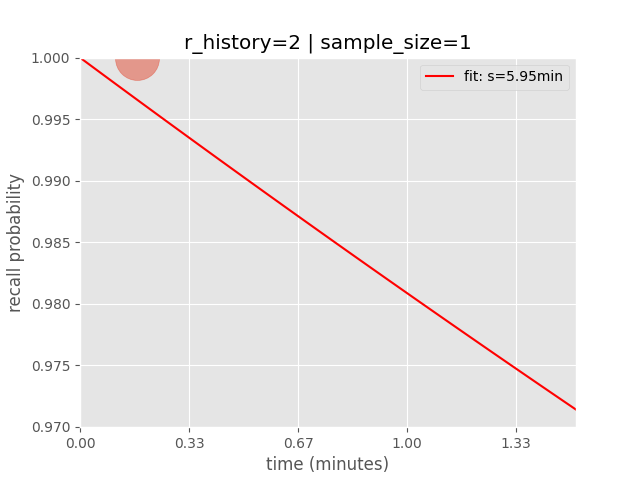 r_history=2 | sample_size=1
fit: s=5.95min
recall probability
1.000
0.995
0.990
0.985
0.980
0.975
0.970
0.00 0.33 0.67 1.00 1.33
time (minutes)